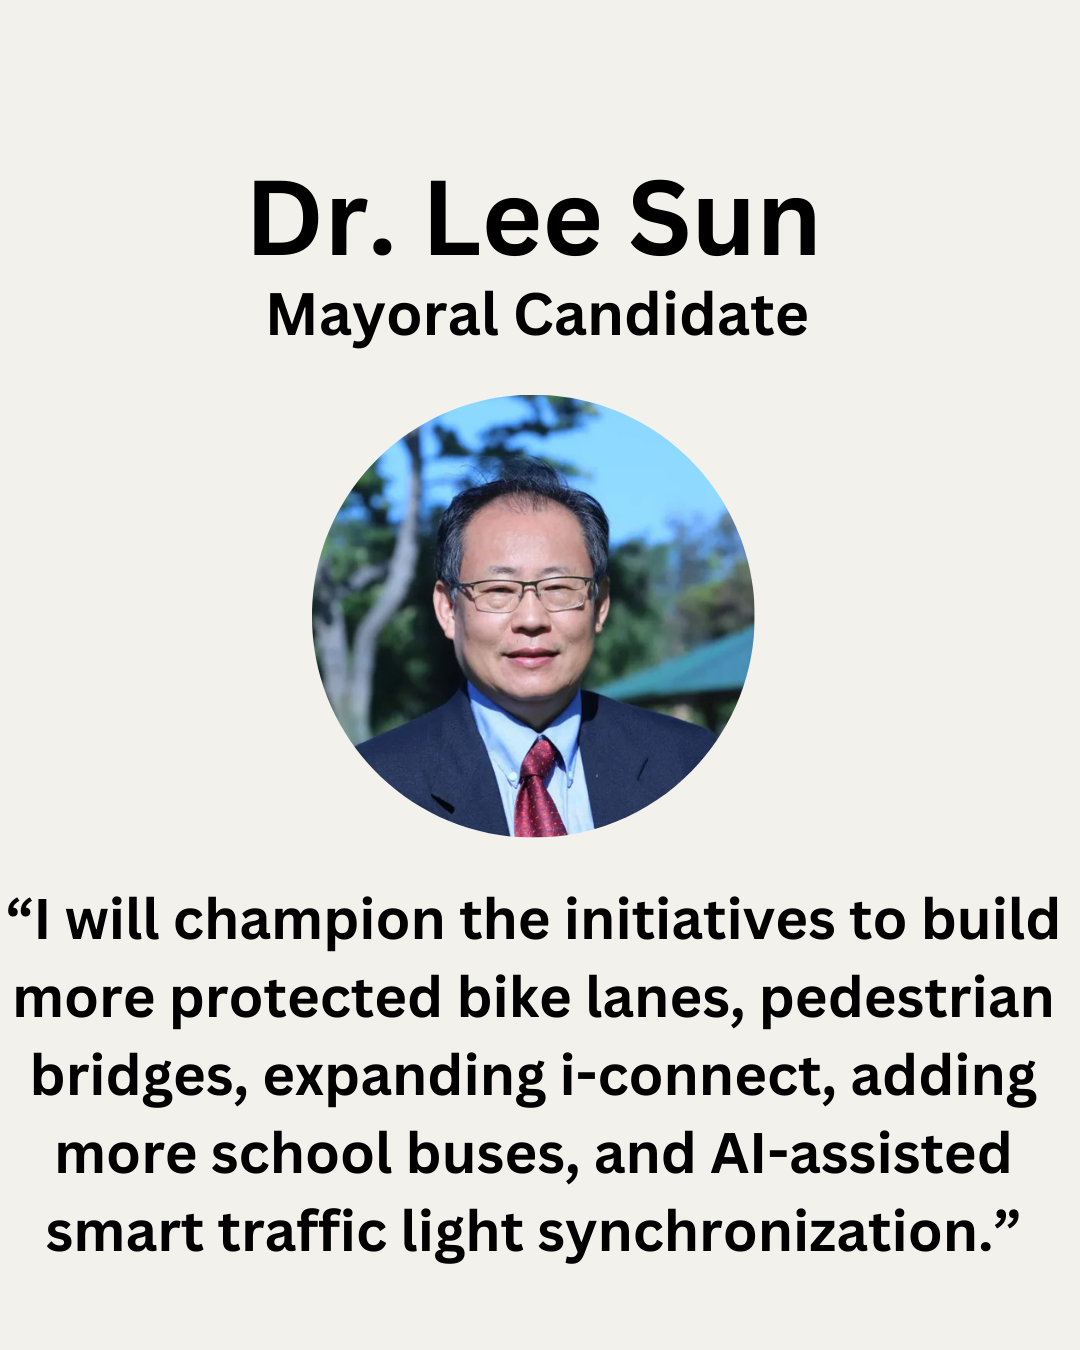 Dr. Lee Sun
Mayoral Candidate
“I will champion the initiatives to build
more protected bike lanes, pedestrian
bridges, expanding i-connect, adding
more school buses, and AI-assisted
smart traffic light synchronization.”